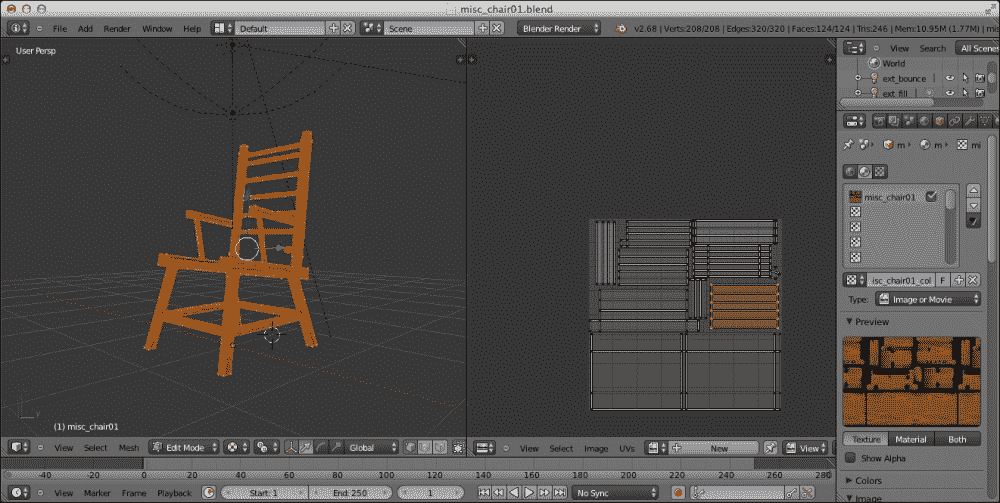 misc_chair01.blend
File Add Render Window Help Default Scene Blender Render v2.68 | Verts:208/208 | Edges:320/320 | Faces:124/124 | Tris:246 | Mem:10.95M (1.77M) | mis
User Persp
View Search All Scenes
World
ext_bounce
ext_fill
m m mi
misc_chair01
isc_chair01_col F
Type: Image or Movie
Preview
Texture Material Both
Show Alpha
Colors
Image
Y
(1) misc_chair01
View Select Mesh Edit Mode Global View Select Image UVs New View
-40 -20 0 20 40 60 80 100 120 140 160 180 200 220 240 260 280
View Marker Frame Playback Start: 1 End: 250 1 No Sync